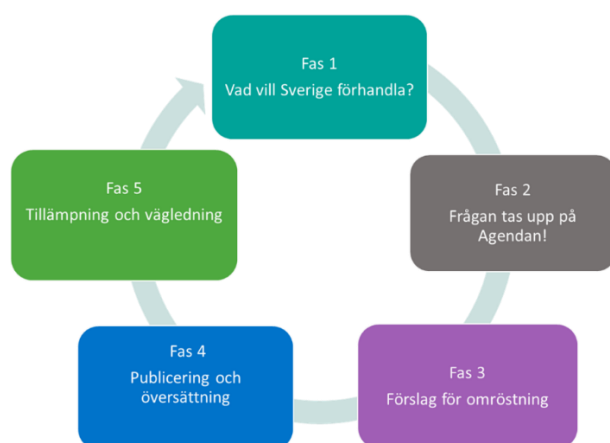 Fas 1
Vad vill Sverige förhandla?
Fas 2
Frågan tas upp på
Agendan!
Fas 3
Förslag för omröstning
Fas 4
Publicering och
översättning
Fas 5
Tillämpning och vägledning